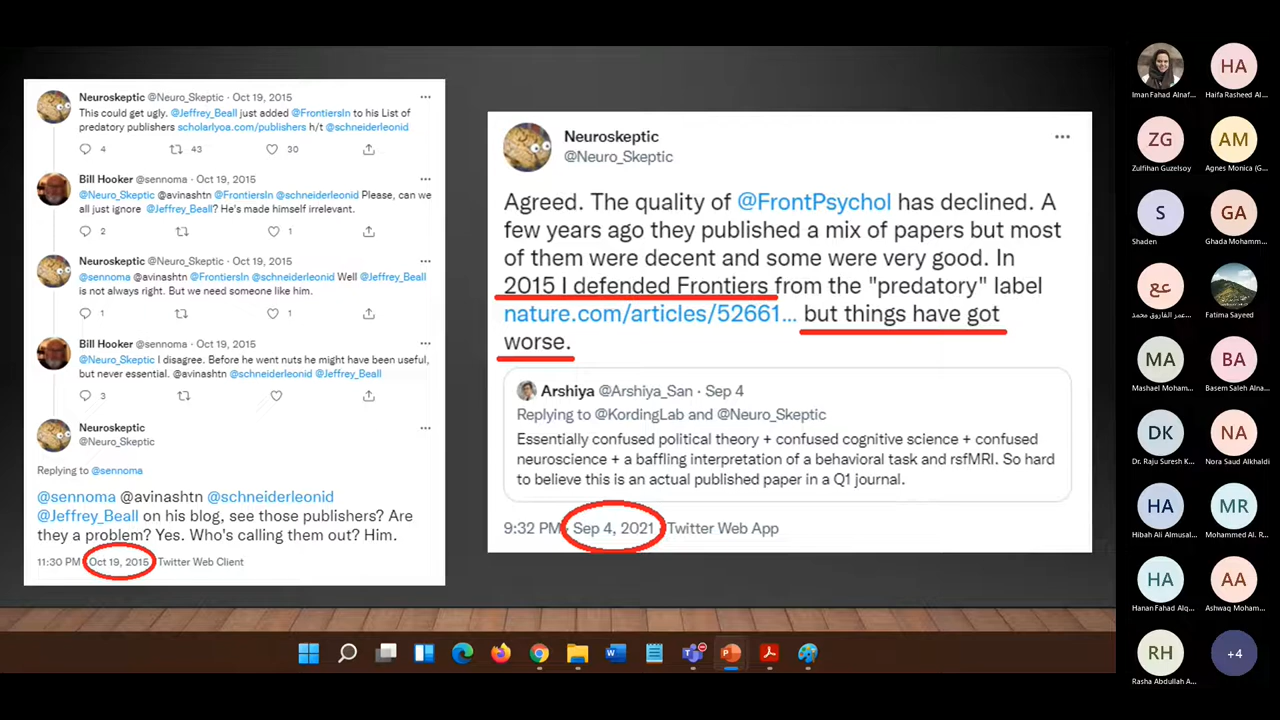 Neuroskeptic @Neuro_Skeptic · Oct 19, 2015
This could get ugly. @Jeffrey_Beall just added @FrontiersIn to his List of
predatory publishers scholarlyoa.com/publishers h/t @schneiderleonid
4 43 30
Bill Hooker @sennoma · Oct 19, 2015
@Neuro_Skeptic @avinashtn @FrontiersIn @schneiderleonid Please, can we
all just ignore @Jeffrey_Beall? He's made himself irrelevant.
2 1
Neuroskeptic @Neuro_Skeptic · Oct 19, 2015
@sennoma @avinashtn @FrontiersIn @schneiderleonid Well @Jeffrey_Beall
is not always right. But we need someone like him.
1 1
Bill Hooker @sennoma · Oct 19, 2015
@Neuro_Skeptic I disagree. Before he went nuts he might have been useful,
but never essential. @avinashtn @schneiderleonid @Jeffrey_Beall
3
Neuroskeptic
@Neuro_Skeptic
Replying to @sennoma
@sennoma @avinashtn @schneiderleonid
@Jeffrey_Beall on his blog, see those publishers? Are
they a problem? Yes. Who's calling them out? Him.
11:30 PM · Oct 19, 2015 · Twitter Web Client
Neuroskeptic
@Neuro_Skeptic
Agreed. The quality of @FrontPsychol has declined. A
few years ago they published a mix of papers but most
of them were decent and some were very good. In
2015 I defended Frontiers from the "predatory" label
nature.com/articles/52661... but things have got
worse.
Arshiya @Arshiya_San · Sep 4
Replying to @KordingLab and @Neuro_Skeptic
Essentially confused political theory + confused cognitive science + confused
neuroscience + a baffling interpretation of a behavioral task and rsfMRI. So hard
to believe this is an actual published paper in a Q1 journal.
9:32 PM · Sep 4, 2021 · Twitter Web App
Iman Fahad Alnaf...
HA
Haifa Rasheed Al...
ZG
Zulfihan Guzelsoy
AM
Agnes Monica (G...
S
Shaden
GA
Ghada Mohamm...
عع
عمر الفاروق محمد...
Fatima Sayeed
MA
Mashael Moham...
BA
Basem Saleh Alna...
DK
Dr. Raju Suresh K...
NA
Nora Saud Alkhaldi
HA
Hibah Ali Almusal...
MR
Mohammed Al. R...
HA
Hanan Fahad Alq...
AA
Ashwaq Moham...
RH
Rasha Abdullah A...
+4